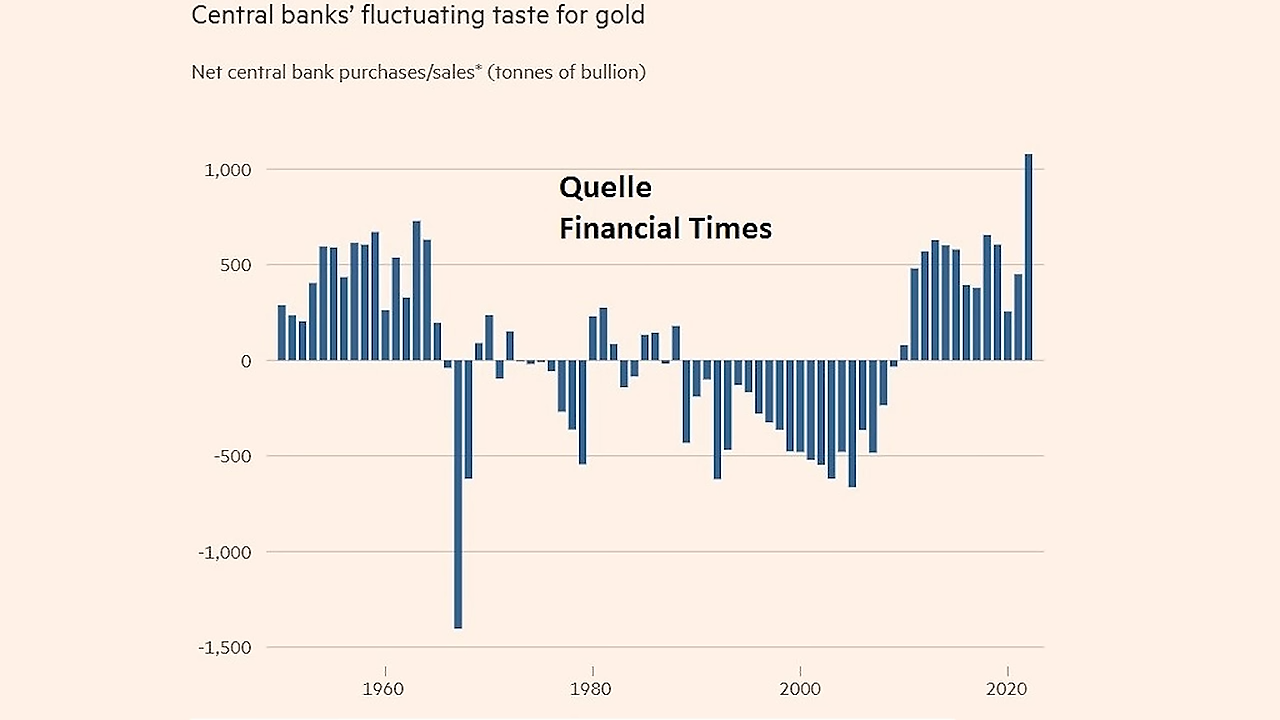 Central banks’ fluctuating taste for gold
Net central bank purchases/sales* (tonnes of bullion)
1,000
Quelle
Financial Times
500
0
-500
-1,000
-1,500
1960 1980 2000 2020